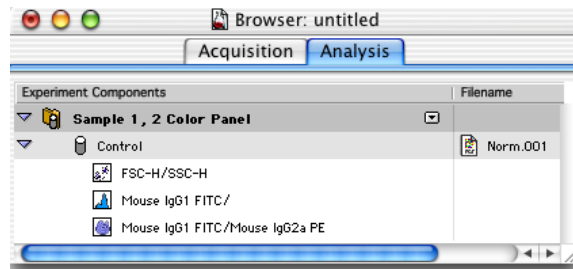 Browser: untitled
Acquisition Analysis
Experiment Components Filename
Sample 1, 2 Color Panel
Control Norm.001
FSC-H/SSC-H
Mouse IgG1 FITC/
Mouse IgG1 FITC/Mouse IgG2a PE